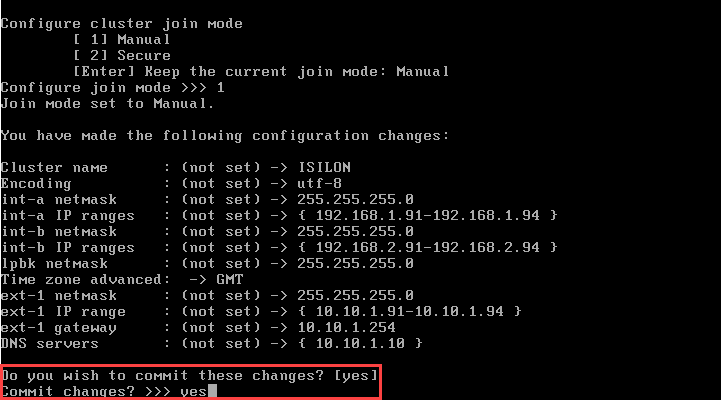 Configure cluster join mode
[ 1] Manual
[ 2] Secure
[Enter] Keep the current join mode: Manual
Configure join mode >>> 1
Join mode set to Manual.
You have made the following configuration changes:
Cluster name : (not set) -> ISILON
Encoding : (not set) -> utf-8
int-a netmask : (not set) -> 255.255.255.0
int-a IP ranges : (not set) -> { 192.168.1.91-192.168.1.94 }
int-b netmask : (not set) -> 255.255.255.0
int-b IP ranges : (not set) -> { 192.168.2.91-192.168.2.94 }
lpbk netmask : (not set) -> 255.255.255.0
Time zone advanced: -> GMT
ext-1 netmask : (not set) -> 255.255.255.0
ext-1 IP range : (not set) -> { 10.10.1.91-10.10.1.94 }
ext-1 gateway : (not set) -> 10.10.1.254
DNS servers : (not set) -> { 10.10.1.10 }
Do you wish to commit these changes? [yes]
Commit changes? >>> yes